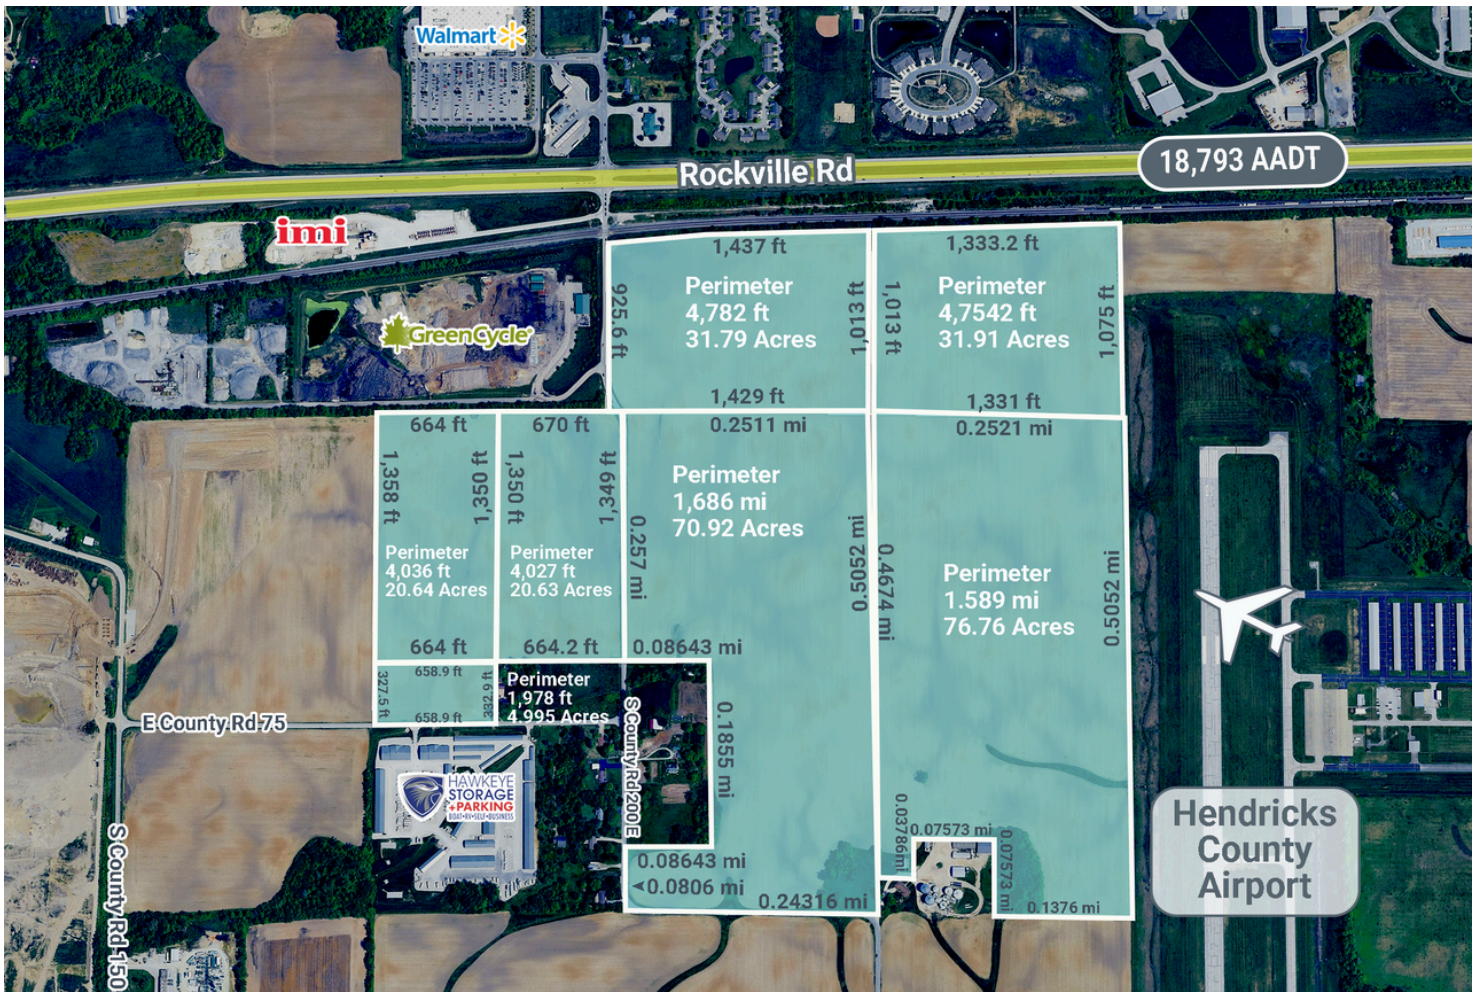 Walmart
Rockville Rd
18,793 AADT
imi
GreenCycle
1,437 ft
1,333.2 ft
925.6 ft
Perimeter
4,782 ft
31.79 Acres
1,013 ft
1,013 ft
Perimeter
4,7542 ft
31.91 Acres
1,075 ft
1,429 ft
1,331 ft
664 ft
670 ft
0.2511 mi
0.2521 mi
1,358 ft
1,350 ft
1,350 ft
1,349 ft
Perimeter
1,686 mi
70.92 Acres
0.257 mi
0.5052 mi
0.4674 mi
0.5052 mi
Perimeter
4,036 ft
20.64 Acres
Perimeter
4,027 ft
20.63 Acres
Perimeter
1.589 mi
76.76 Acres
664 ft
664.2 ft
0.08643 mi
658.9 ft
327.5 ft
332.9 ft
658.9 ft
Perimeter
1,978 ft
4.995 Acres
E County Rd 75
S County Rd 200 E
0.1855 mi
HAWKEYE
STORAGE
+PARKING
BOAT•RV•SELF•BUSINESS
S County Rd 150
0.03786mi
0.07573 mi
0.07573 mi
0.08643 mi
0.0806 mi
0.24316 mi
0.1376 mi
Hendricks
County
Airport